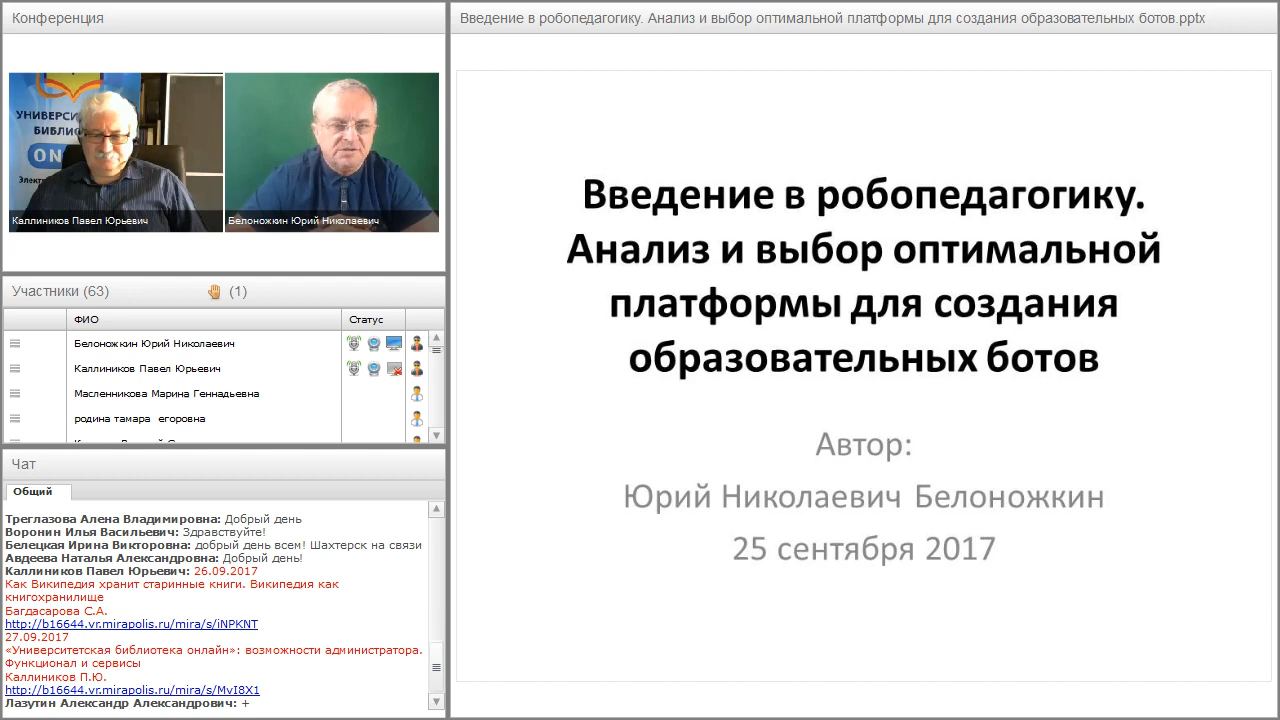 Конференция
УНИВЕРСИ
БИБЛИО
ON
Элект
Каллиников Павел Юрьевич
Белоножкин Юрий Николаевич
Участники (63)
(1)
ФИО
Статус
Белоножкин Юрий Николаевич
Каллиников Павел Юрьевич
Масленникова Марина Геннадьевна
родина тамара егоровна
Чат
Общий
Треглазова Алена Владимировна: Добрый день
Воронин Илья Васильевич: Здравствуйте!
Белецкая Ирина Викторовна: добрый день всем! Шахтерск на связи
Авдеева Наталья Александровна: Добрый день!
Каллиников Павел Юрьевич: 26.09.2017
Как Википедия хранит старинные книги. Википедия как
книгохранилище
Багдасарова С.А.
http://b16644.vr.mirapolis.ru/mira/s/iNPKNT
27.09.2017
«Университетская библиотека онлайн»: возможности администратора.
Функционал и сервисы
Каллиников П.Ю.
http://b16644.vr.mirapolis.ru/mira/s/MvI8X1
Лазутин Александр Александрович: +
Введение в робопедагогику. Анализ и выбор оптимальной платформы для создания образовательных ботов.pptx
Введение в робопедагогику.
Анализ и выбор оптимальной
платформы для создания
образовательных ботов
Автор:
Юрий Николаевич Белоножкин
25 сентября 2017